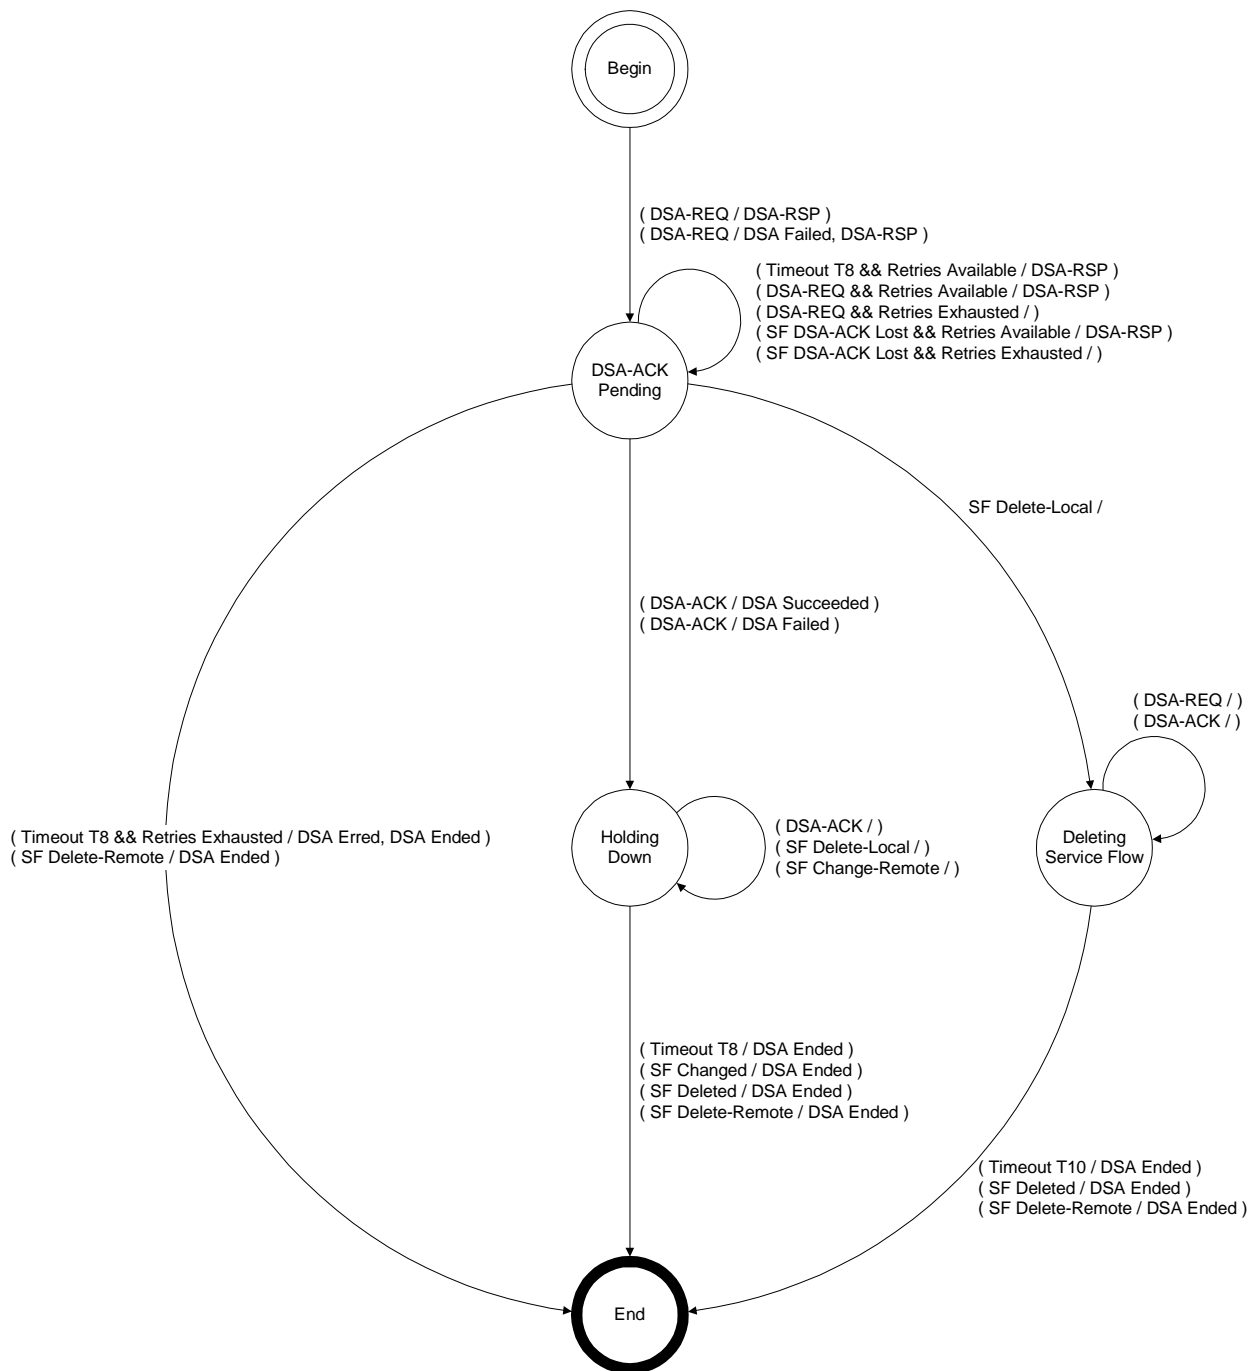 Begin
( DSA-REQ / DSA-RSP )
( DSA-REQ / DSA Failed, DSA-RSP )
( Timeout T8 && Retries Available / DSA-RSP )
( DSA-REQ && Retries Available / DSA-RSP )
( DSA-REQ && Retries Exhausted / )
( SF DSA-ACK Lost && Retries Available / DSA-RSP )
( SF DSA-ACK Lost && Retries Exhausted / )
DSA-ACK
Pending
SF Delete-Local /
( DSA-ACK / DSA Succeeded )
( DSA-ACK / DSA Failed )
( DSA-REQ / )
( DSA-ACK / )
( Timeout T8 && Retries Exhausted / DSA Erred, DSA Ended )
( SF Delete-Remote / DSA Ended )
Holding
Down
( DSA-ACK / )
( SF Delete-Local / )
( SF Change-Remote / )
Deleting
Service Flow
( Timeout T8 / DSA Ended )
( SF Changed / DSA Ended )
( SF Deleted / DSA Ended )
( SF Delete-Remote / DSA Ended )
( Timeout T10 / DSA Ended )
( SF Deleted / DSA Ended )
( SF Delete-Remote / DSA Ended )
End